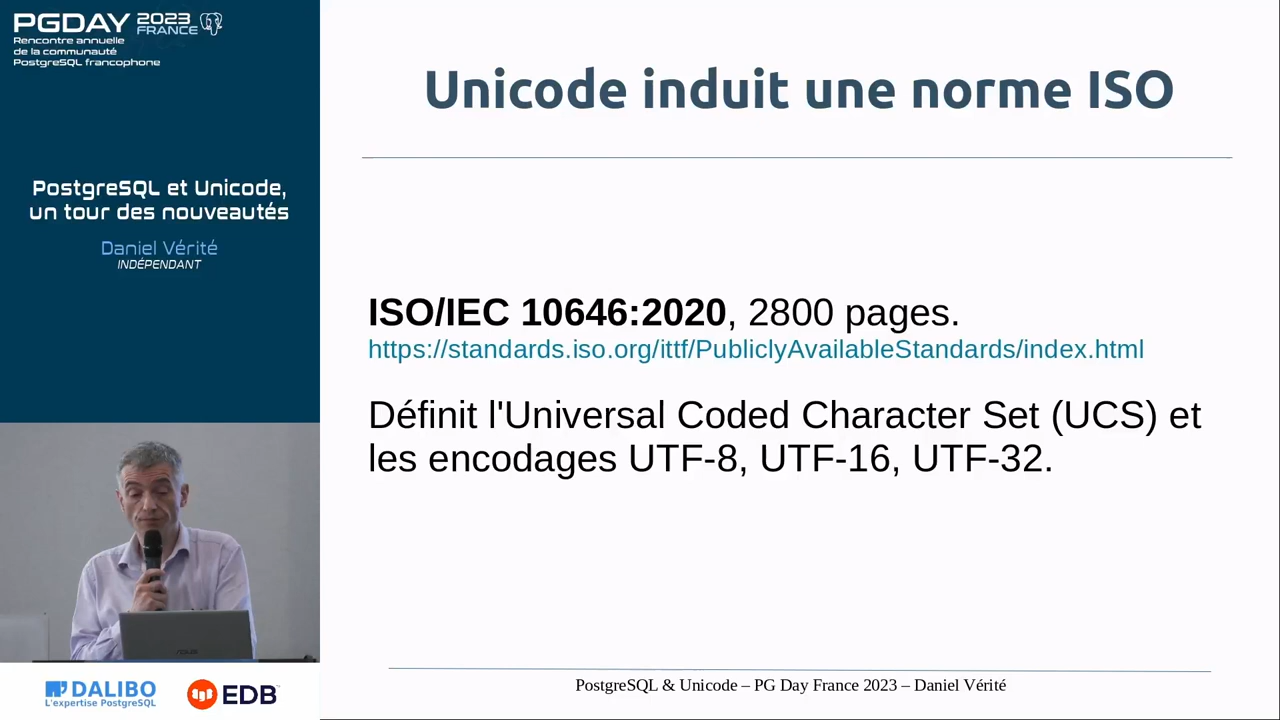 PGDAY 2023 FRANCE
Rencontre annuelle
de la communauté
PostgreSQL francophone
PostgreSQL et Unicode,
un tour des nouveautés
Daniel Vérité
INDÉPENDANT
ASUS
DALIBO
L'expertise PostgreSQL
EDB
Unicode induit une norme ISO
ISO/IEC 10646:2020, 2800 pages.
https://standards.iso.org/ittf/PubliclyAvailableStandards/index.html
Définit l'Universal Coded Character Set (UCS) et
les encodages UTF-8, UTF-16, UTF-32.
PostgreSQL & Unicode – PG Day France 2023 – Daniel Vérité